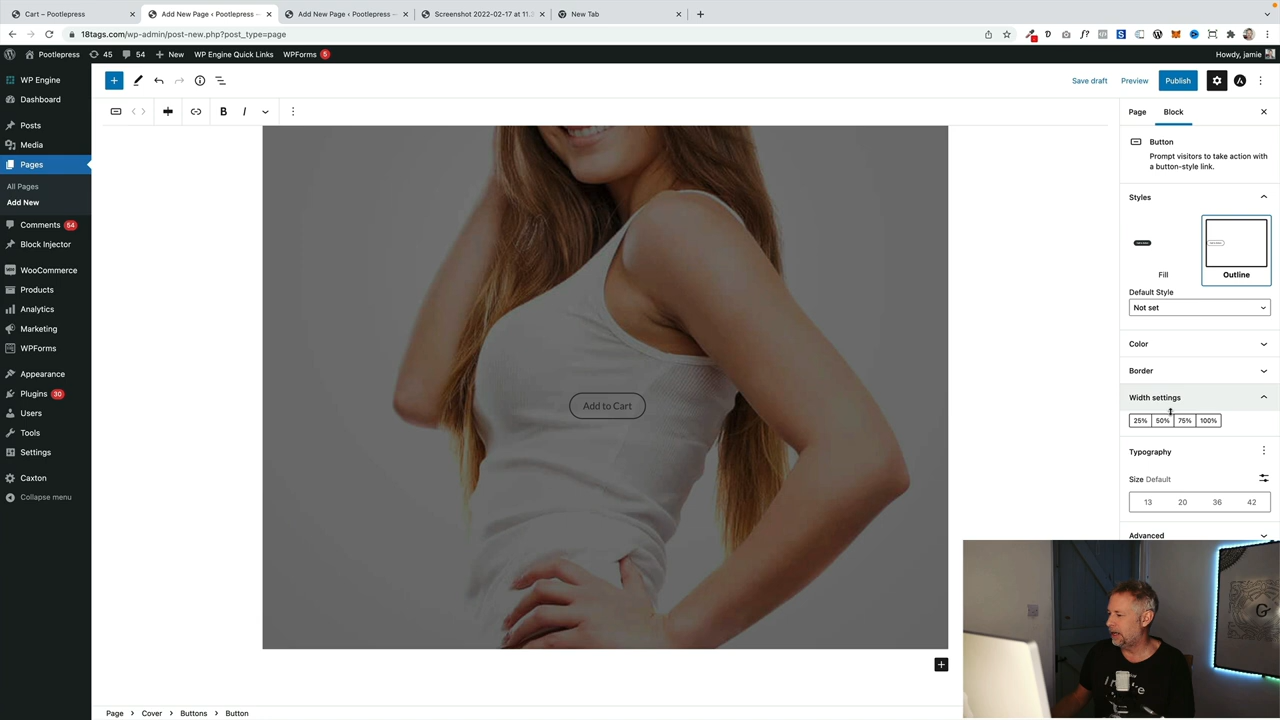 Cart – Pootlepress
Add New Page ‹ Pootlepress —
Add New Page ‹ Pootlepress —
Screenshot 2022-02-17 at 11.
New Tab
18tags.com/wp-admin/post-new.php?post_type=page
Pootlepress
45
54
New
WP Engine Quick Links
WPForms
5
Howdy, jamie
WP Engine
Dashboard
Posts
Media
Pages
All Pages
Add New
Comments
54
Block Injector
WooCommerce
Products
Analytics
Marketing
WPForms
Appearance
Plugins
30
Users
Tools
Settings
Caxton
Collapse menu
Save draft
Preview
Publish
B
I
Add to Cart
Page
Block
Button
Prompt visitors to take action with
a button-style link.
Styles
Fill
Outline
Default Style
Not set
Color
Border
Width settings
25%
50%
75%
100%
Typography
Size Default
13
20
36
42
Advanced
G
Page
Cover
Buttons
Button